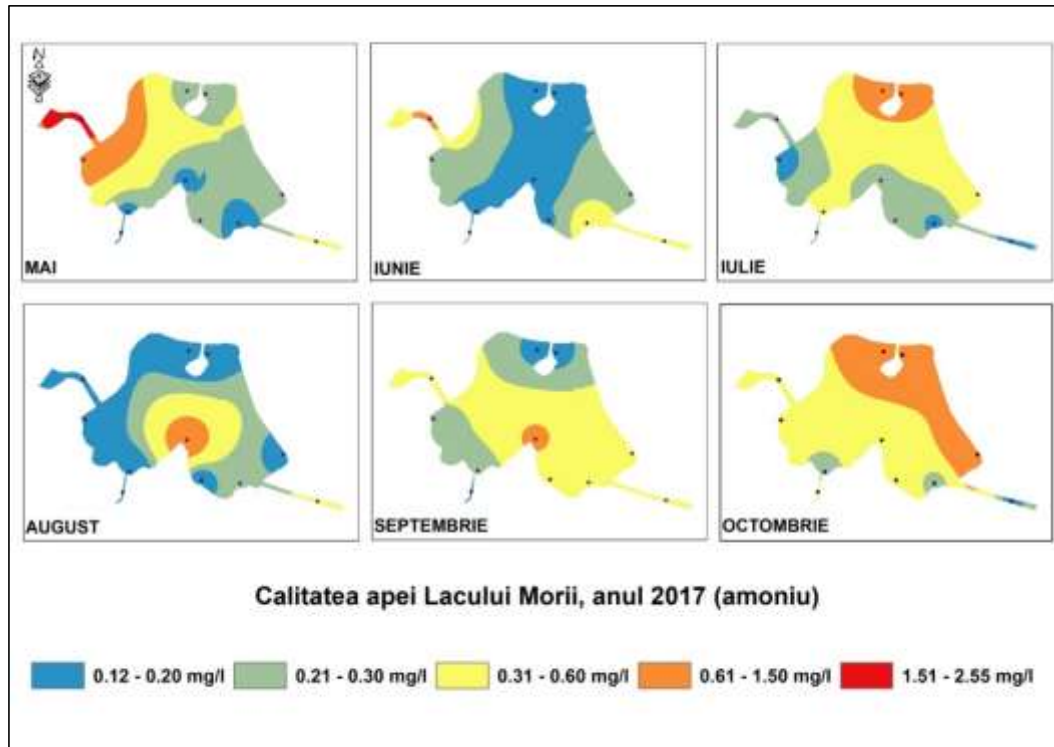 N
MAI
IUNIE
IULIE
AUGUST
SEPTEMBRIE
OCTOMBRIE
Calitatea apei Lacului Morii, anul 2017 (amoniu)
0.12 - 0.20 mg/l 0.21 - 0.30 mg/l 0.31 - 0.60 mg/l 0.61 - 1.50 mg/l 1.51 - 2.55 mg/l